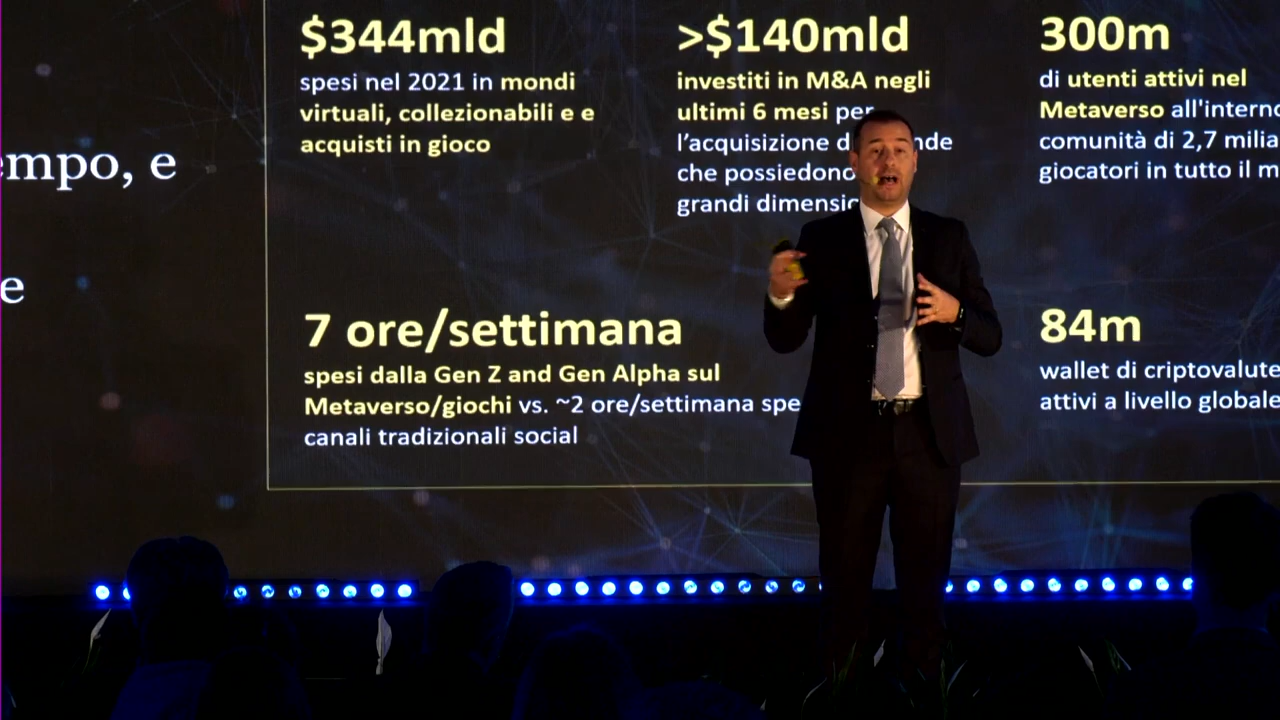 empo, e
e
$344mld
spesi nel 2021 in mondi
virtuali, collezionabili e e
acquisti in gioco
>$140mld
investiti in M&A negli
ultimi 6 mesi per
l’acquisizione
che possiedono
grandi
300m
di utenti attivi nel
Metaverso all'interno
comunità di 2,7
giocatori in tutto il
7 ore/settimana
spesi dalla Gen Z and Gen Alpha sul
Metaverso/giochi vs. ~2 ore/settimana
canali tradizionali social
84m
wallet di criptovalute
attivi a livello globale